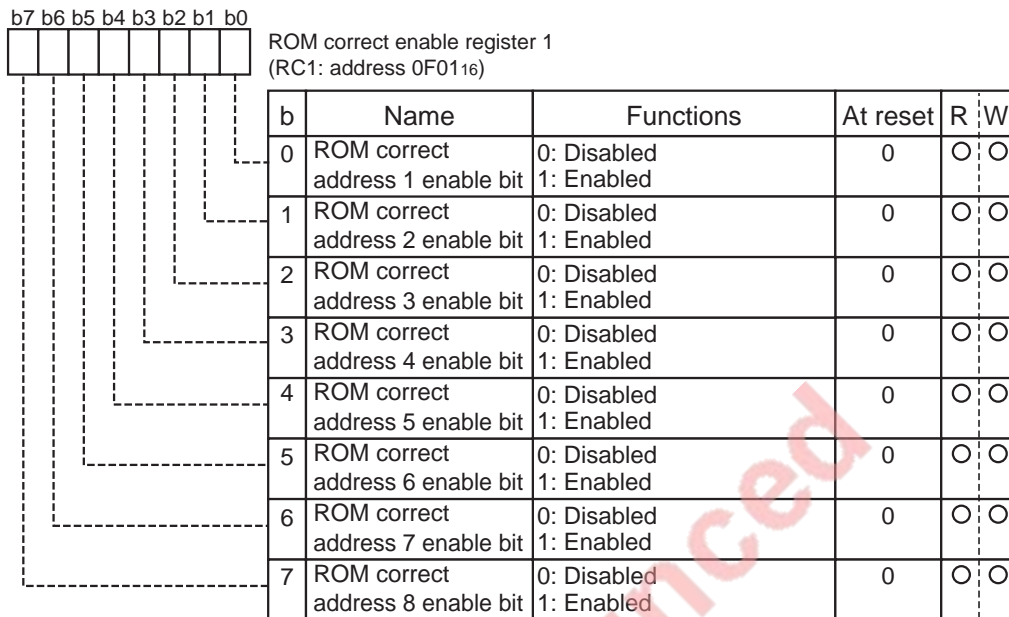 b7 b6 b5 b4 b3 b2 b1 b0
ROM correct enable register 1
(RC1: address 0F01₁₆)
b Name Functions At reset R W
0 ROM correct address 1 enable bit 0: Disabled 1: Enabled 0 O O
1 ROM correct address 2 enable bit 0: Disabled 1: Enabled 0 O O
2 ROM correct address 3 enable bit 0: Disabled 1: Enabled 0 O O
3 ROM correct address 4 enable bit 0: Disabled 1: Enabled 0 O O
4 ROM correct address 5 enable bit 0: Disabled 1: Enabled 0 O O
5 ROM correct address 6 enable bit 0: Disabled 1: Enabled 0 O O
6 ROM correct address 7 enable bit 0: Disabled 1: Enabled 0 O O
7 ROM correct address 8 enable bit 0: Disabled 1: Enabled 0 O O